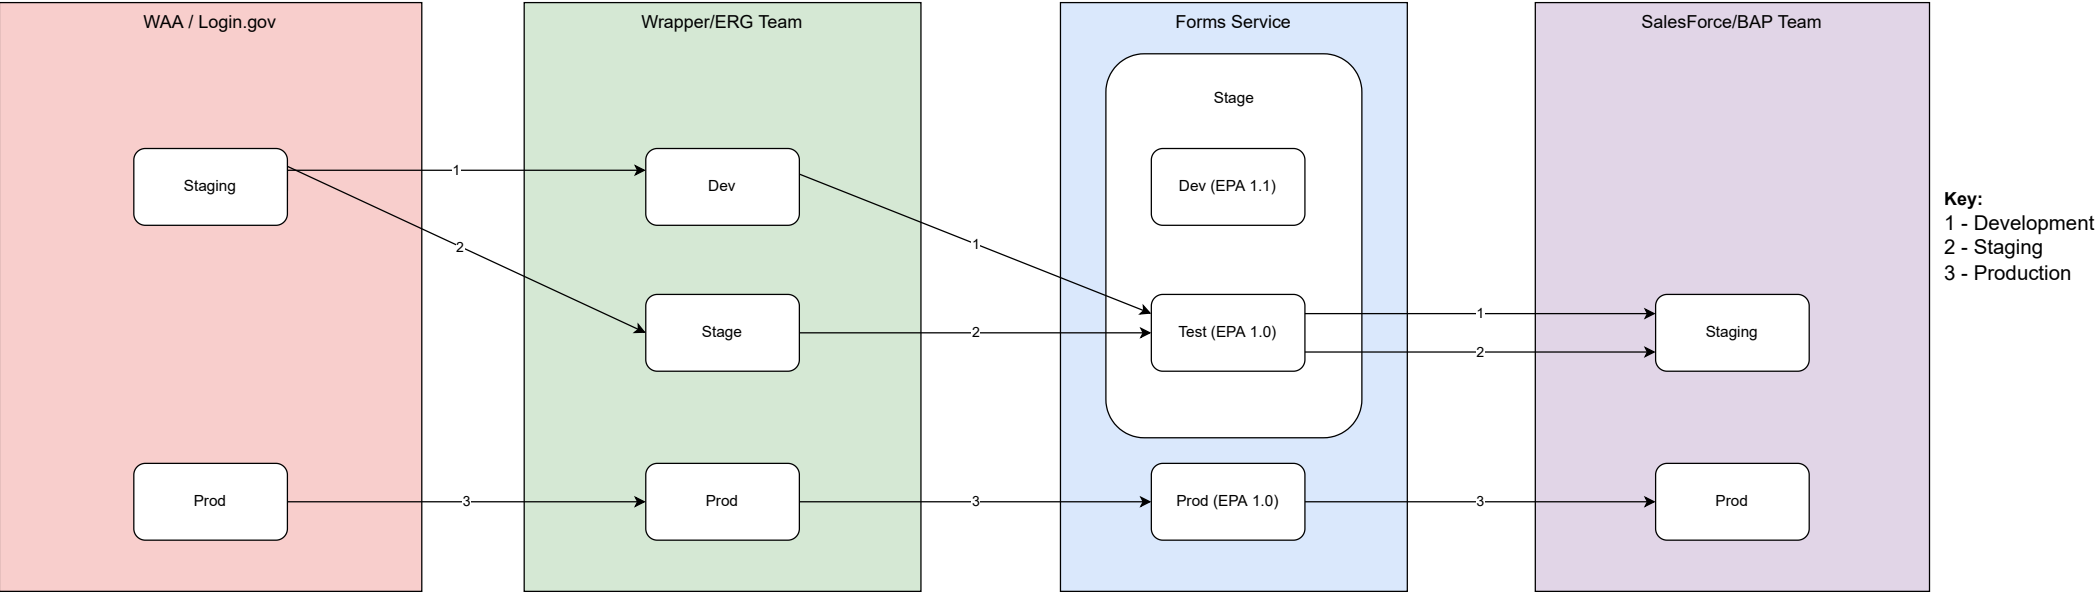 WAA / Login.gov
Wrapper/ERG Team
Forms Service
SalesForce/BAP Team
Stage
Staging
1
Dev
Dev (EPA 1.1)
Key:
1 - Development
2 - Staging
3 - Production
2
1
Stage
2
Test (EPA 1.0)
1
2
Staging
Prod
3
Prod
3
Prod (EPA 1.0)
3
Prod